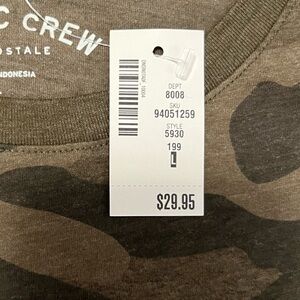 C CREW
OSTALE
INDONESIA
DEPT
8008
SKU
94051259
STYLE
5930
199
L
$29.95